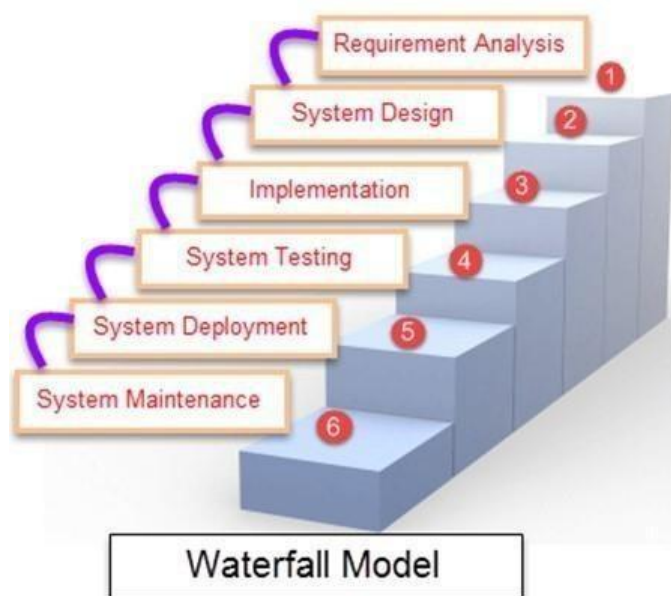 Requirement Analysis
1
System Design
2
Implementation
3
System Testing
4
System Deployment
5
System Maintenance
6
Waterfall Model